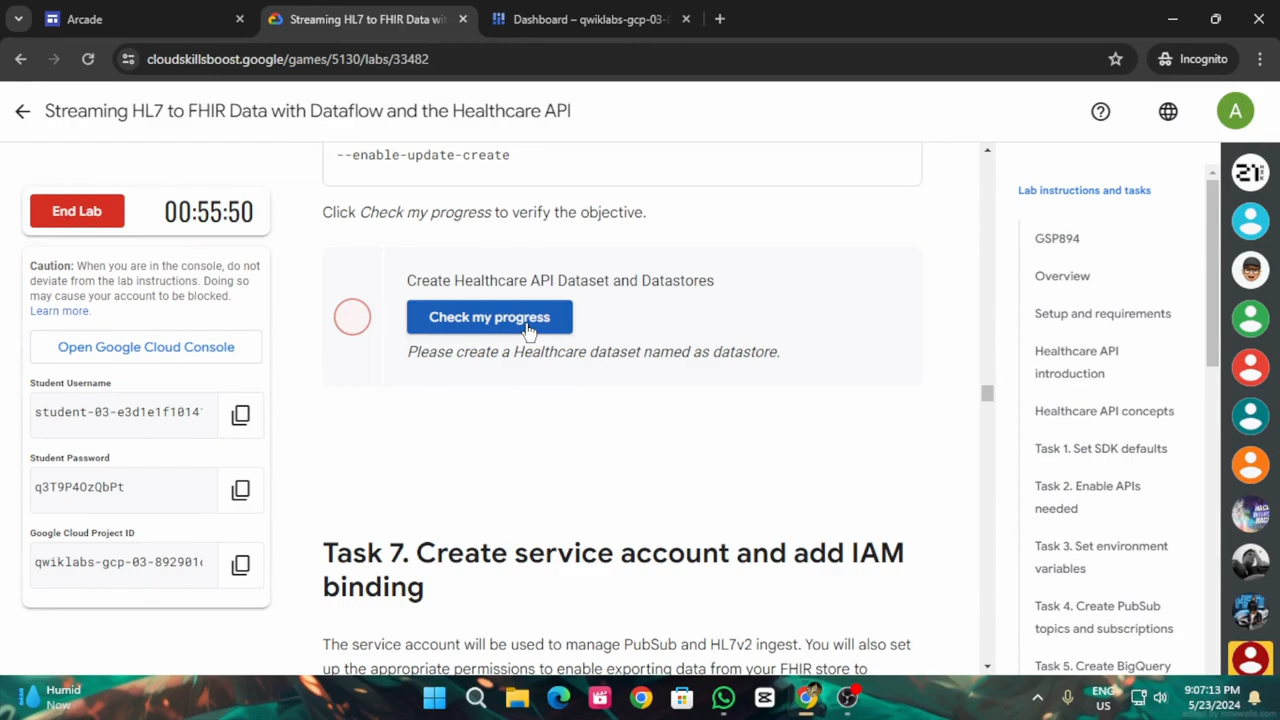 Arcade
Streaming HL7 to FHIR Data wit
Dashboard – qwiklabs-gcp-03-8
cloudskillsboost.google/games/5130/labs/33482
Incognito
Streaming HL7 to FHIR Data with Dataflow and the Healthcare API
A
--enable-update-create
Click Check my progress to verify the objective.
Create Healthcare API Dataset and Datastores
Check my progress
Please create a Healthcare dataset named as datastore.
Task 7. Create service account and add IAM
binding
The service account will be used to manage PubSub and HL7v2 ingest. You will also set
up the appropriate permissions to enable exporting data from your FHIR store to
End Lab
00:55:50
Caution: When you are in the console, do not
deviate from the lab instructions. Doing so
may cause your account to be blocked.
Learn more.
Open Google Cloud Console
Student Username
student-03-e3d1e1f1014
Student Password
q3T9P4OzQbPt
Google Cloud Project ID
qwiklabs-gcp-03-892901
Lab instructions and tasks
GSP894
Overview
Setup and requirements
Healthcare API
introduction
Healthcare API concepts
Task 1. Set SDK defaults
Task 2. Enable APIs
needed
Task 3. Set environment
variables
Task 4. Create PubSub
topics and subscriptions
Task 5. Create BigQuery
Humid
Now
ENG
US
9:07:13 PM
5/23/2024